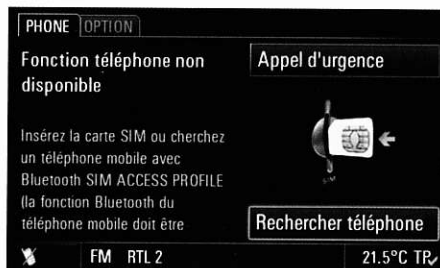 PHONE OPTION
Fonction téléphone non
disponible
Appel d'urgence
Insérez la carte SIM ou cherchez
un téléphone mobile avec
Bluetooth SIM ACCESS PROFILE
(la fonction Bluetooth du
téléphone mobile doit être
SIM
Rechercher téléphone
FM RTL 2
21.5°C TP